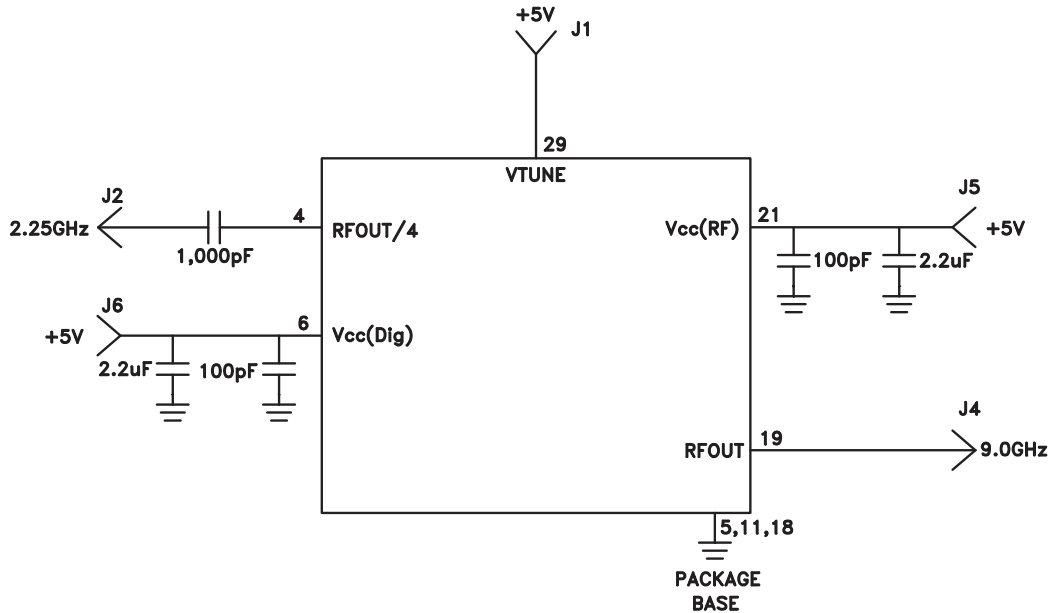 +5V
J1
29
VTUNE
J2
2.25GHz
1,000pF
4
RFOUT/4
Vcc(RF)
21
J5
+5V
100pF
2.2uF
J6
+5V
6
Vcc(Dig)
2.2uF
100pF
J4
RFOUT
19
9.0GHz
5,11,18
PACKAGE
BASE